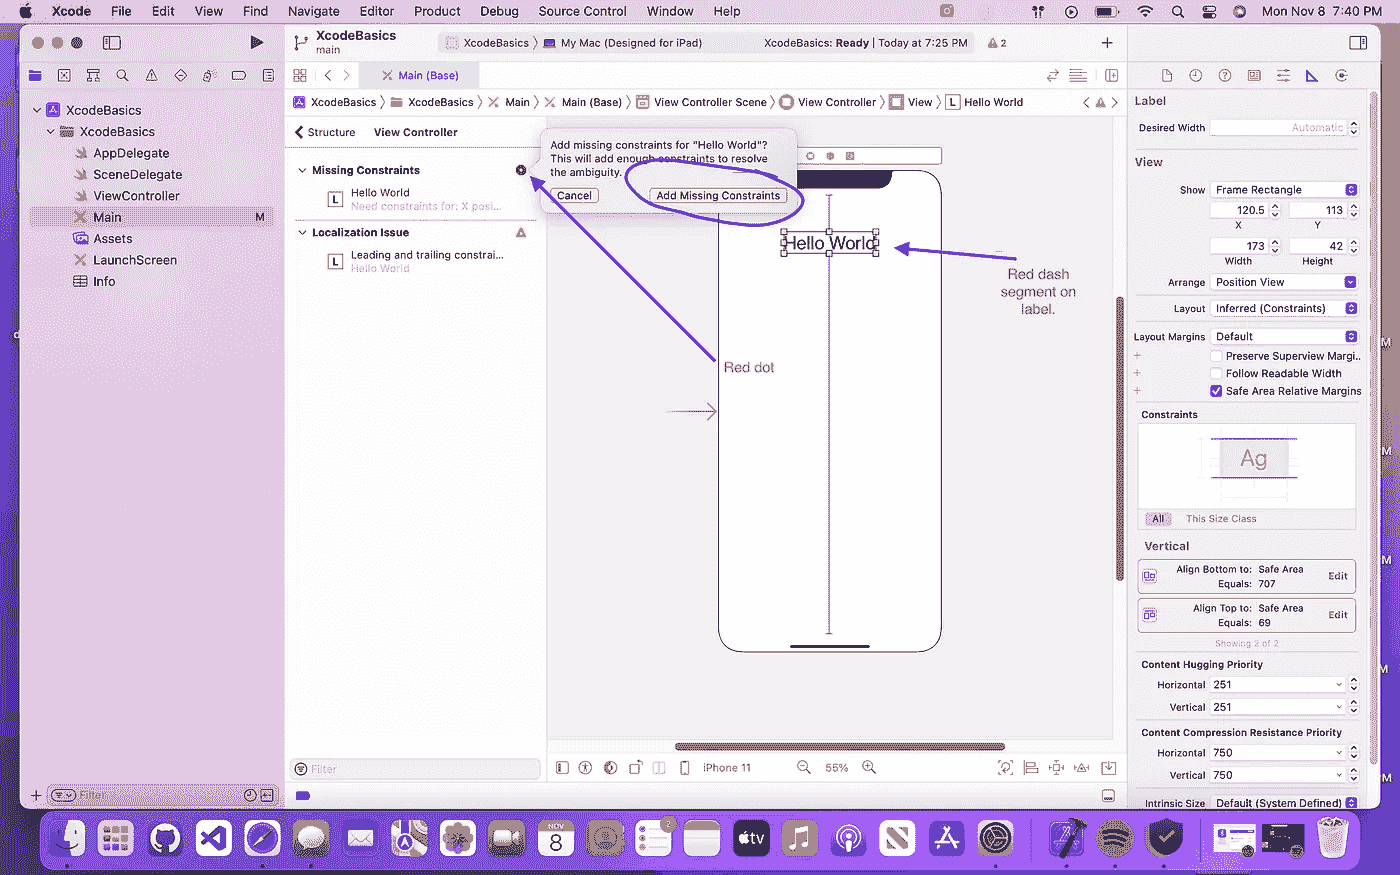 Xcode File Edit View Find Navigate Editor Product Debug Source Control Window Help Mon Nov 8 7:40 PM
XcodeBasics
main
XcodeBasics My Mac (Designed for iPad) XcodeBasics: Ready | Today at 7:25 PM 2
Main (Base)
XcodeBasics XcodeBasics Main Main (Base) View Controller Scene View Controller View L Hello World
XcodeBasics
XcodeBasics
AppDelegate
SceneDelegate
ViewController
Main M
Assets
LaunchScreen
Info
Filter
Structure View Controller
Missing Constraints
L Hello World
Need constraints for: X posi...
Localization Issue
L Leading and trailing constrai...
Hello World
Filter
Add missing constraints for "Hello World"?
This will add enough constraints to resolve
the ambiguity.
Cancel Add Missing Constraints
Hello World
Red dash
segment on
label.
Red dot
iPhone 11 55%
Label
Desired Width Automatic
View
Show Frame Rectangle
120.5 113
X Y
173 42
Width Height
Arrange Position View
Layout Inferred (Constraints)
Layout Margins Default
Preserve Superview Margi..
Follow Readable Width
Safe Area Relative Margins
Constraints
Ag
All This Size Class
Vertical
Align Bottom to: Safe Area Edit
Equals: 707
Align Top to: Safe Area Edit
Equals: 69
Showing 2 of 2
Content Hugging Priority
Horizontal 251
Vertical 251
Content Compression Resistance Priority
Horizontal 750
Vertical 750
Intrinsic Size Default (System Defined)
NOV
8
2
tv